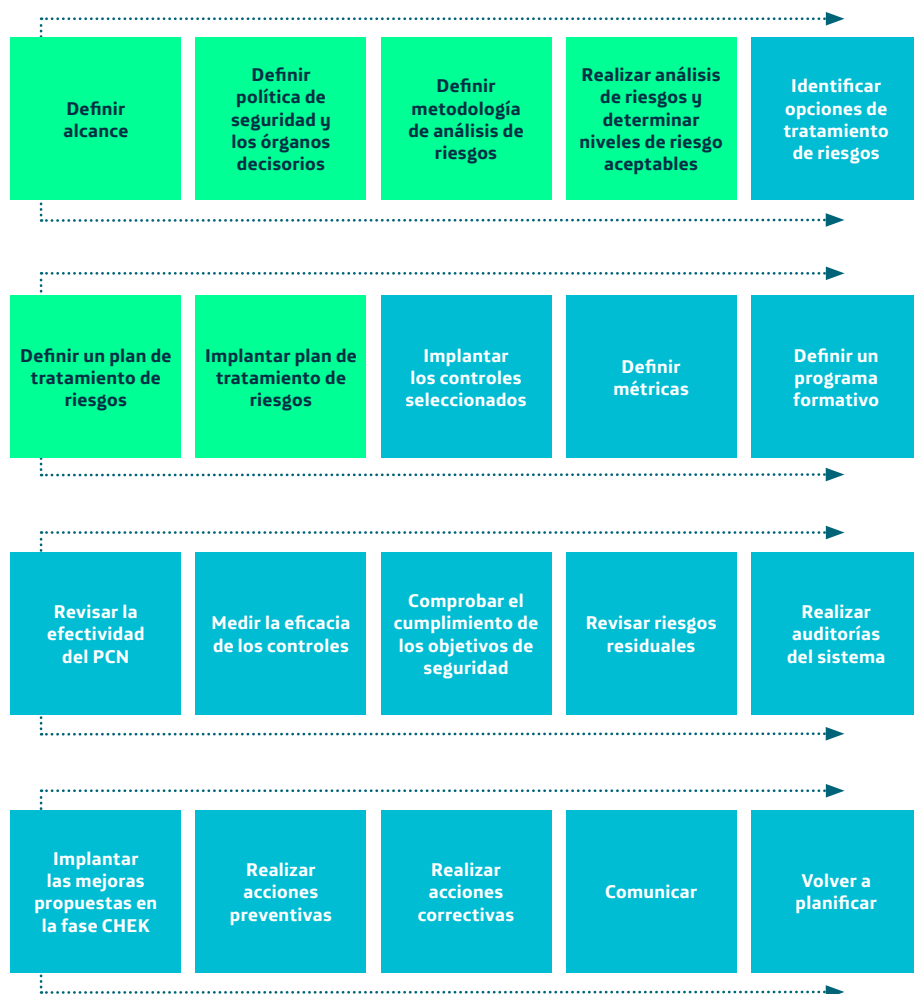 Definir
alcance
Definir
política de
seguridad y
los órganos
decisorios
Definir
metodología
de análisis de
riesgos
Realizar análisis
de riesgos y
determinar
niveles de riesgo
aceptables
Identificar
opciones de
tratamiento
de riesgos
Definir un plan de
tratamiento de
riesgos
Implantar plan de
tratamiento de
riesgos
Implantar
los controles
seleccionados
Definir
métricas
Definir un
programa
formativo
Revisar la
efectividad
del PCN
Medir la eficacia
de los controles
Comprobar el
cumplimiento de
los objetivos de
seguridad
Revisar riesgos
residuales
Realizar
auditorías
del sistema
Implantar
las mejoras
propuestas en
la fase CHEK
Realizar
acciones
preventivas
Realizar
acciones
correctivas
Comunicar
Volver a
planificar